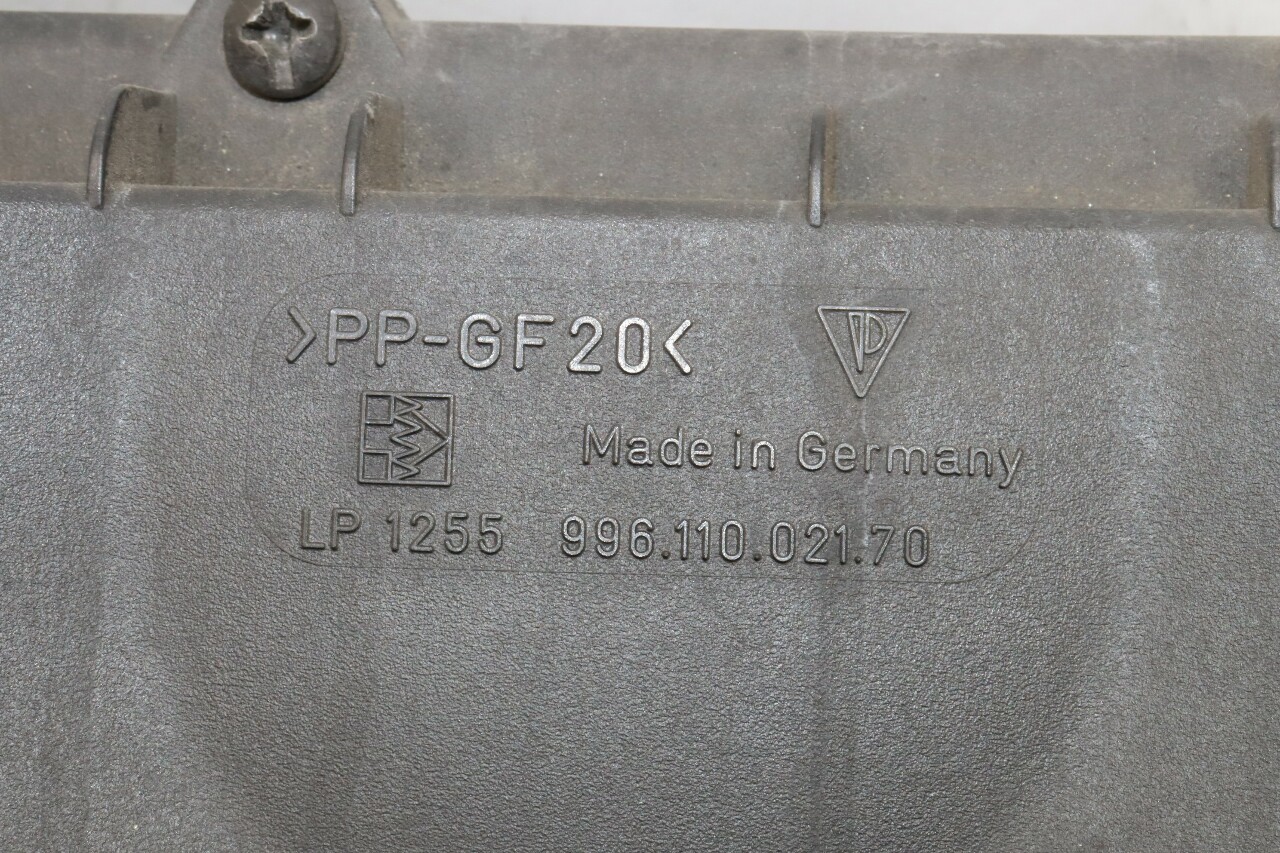 >PP-GF20<
Made in Germany
LP 1255 996.110.021.70